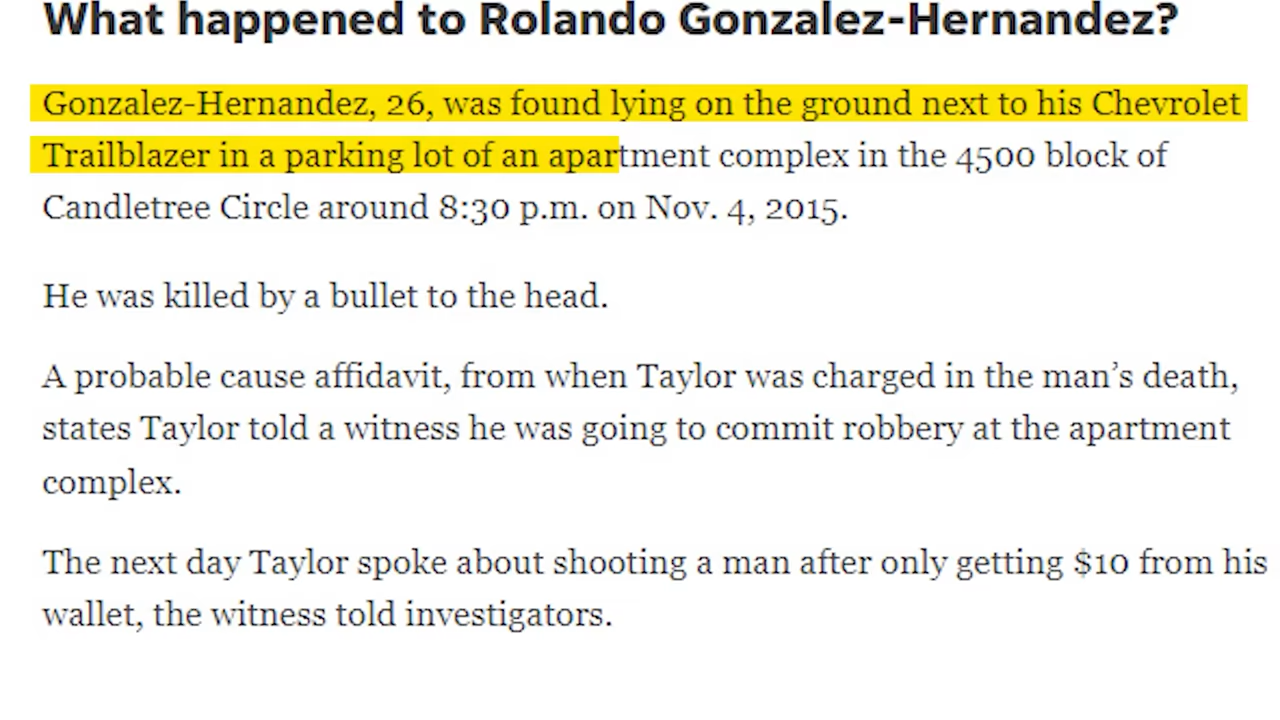 What happened to Rolando Gonzalez-Hernandez?
Gonzalez-Hernandez, 26, was found lying on the ground next to his Chevrolet
Trailblazer in a parking lot of an apartment complex in the 4500 block of
Candletree Circle around 8:30 p.m. on Nov. 4, 2015.
He was killed by a bullet to the head.
A probable cause affidavit, from when Taylor was charged in the man’s death,
states Taylor told a witness he was going to commit robbery at the apartment
complex.
The next day Taylor spoke about shooting a man after only getting $10 from his
wallet, the witness told investigators.